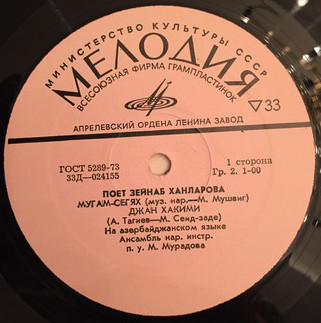 МИНИСТЕРСТВО КУЛЬТУРЫ СССР
МЕЛОДИЯ
ВСЕСОЮЗНАЯ ФИРМА ГРАМПЛАСТИНОК
▽33
АПРЕЛЕВСКИЙ ОРДЕНА ЛЕНИНА ЗАВОД
ГОСТ 5289-73
33Д—024155
1 сторона
Гр. 2. 1-00
ПОЕТ ЗЕЙНАБ ХАНЛАРОВА
МУГАМ-СЕГЯХ (муз. нар.—М. Мушвиг)
ДЖАН ХАКИМИ
(А. Тагиев—М. Сеид-заде)
На азербайджанском языке
Ансамбль нар. инстр.
п. у. М. Мурадова